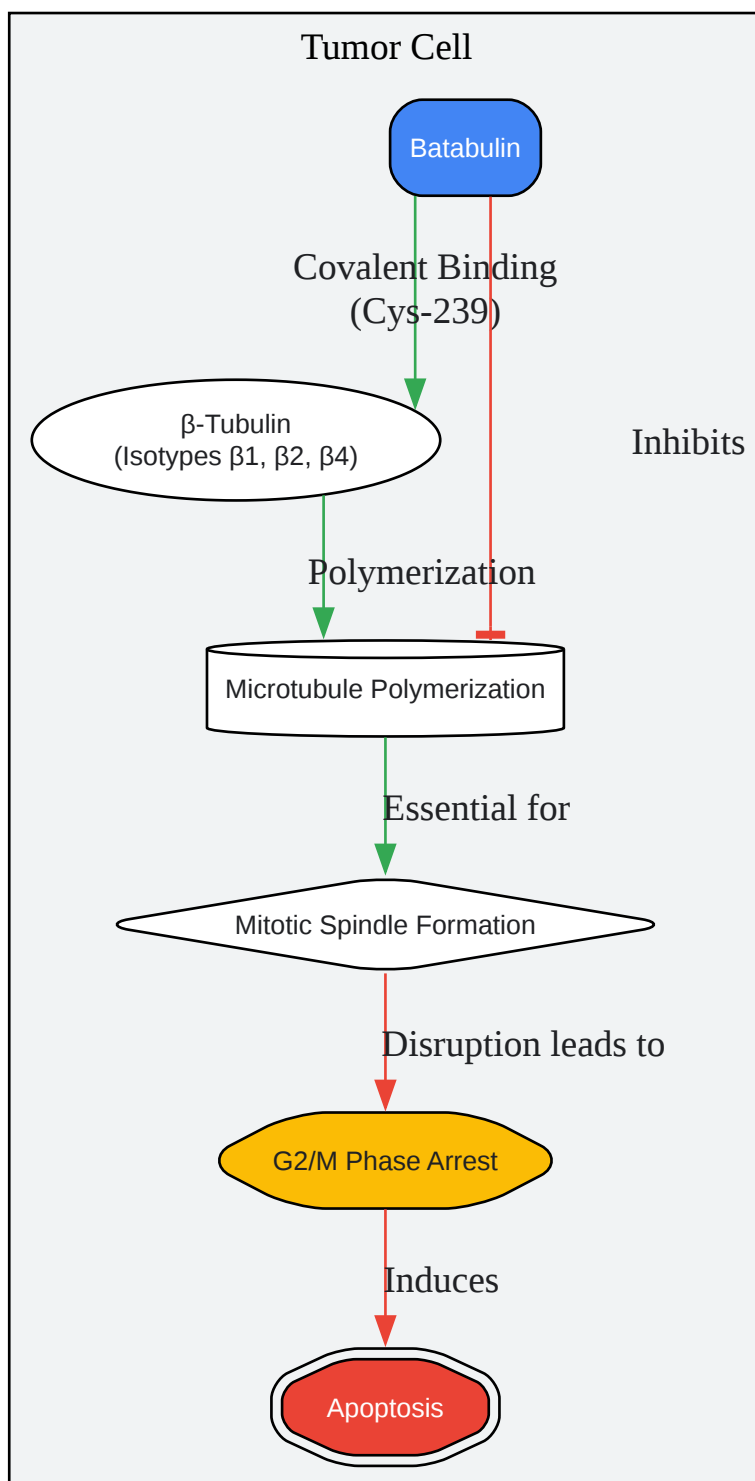 Tumor Cell
Batabulin
Covalent Binding
(Cys-239)
β-Tubulin
(Isotypes β1, β2, β4)
Inhibits
Polymerization
Microtubule Polymerization
Essential for
Mitotic Spindle Formation
Disruption leads to
G2/M Phase Arrest
Induces
Apoptosis